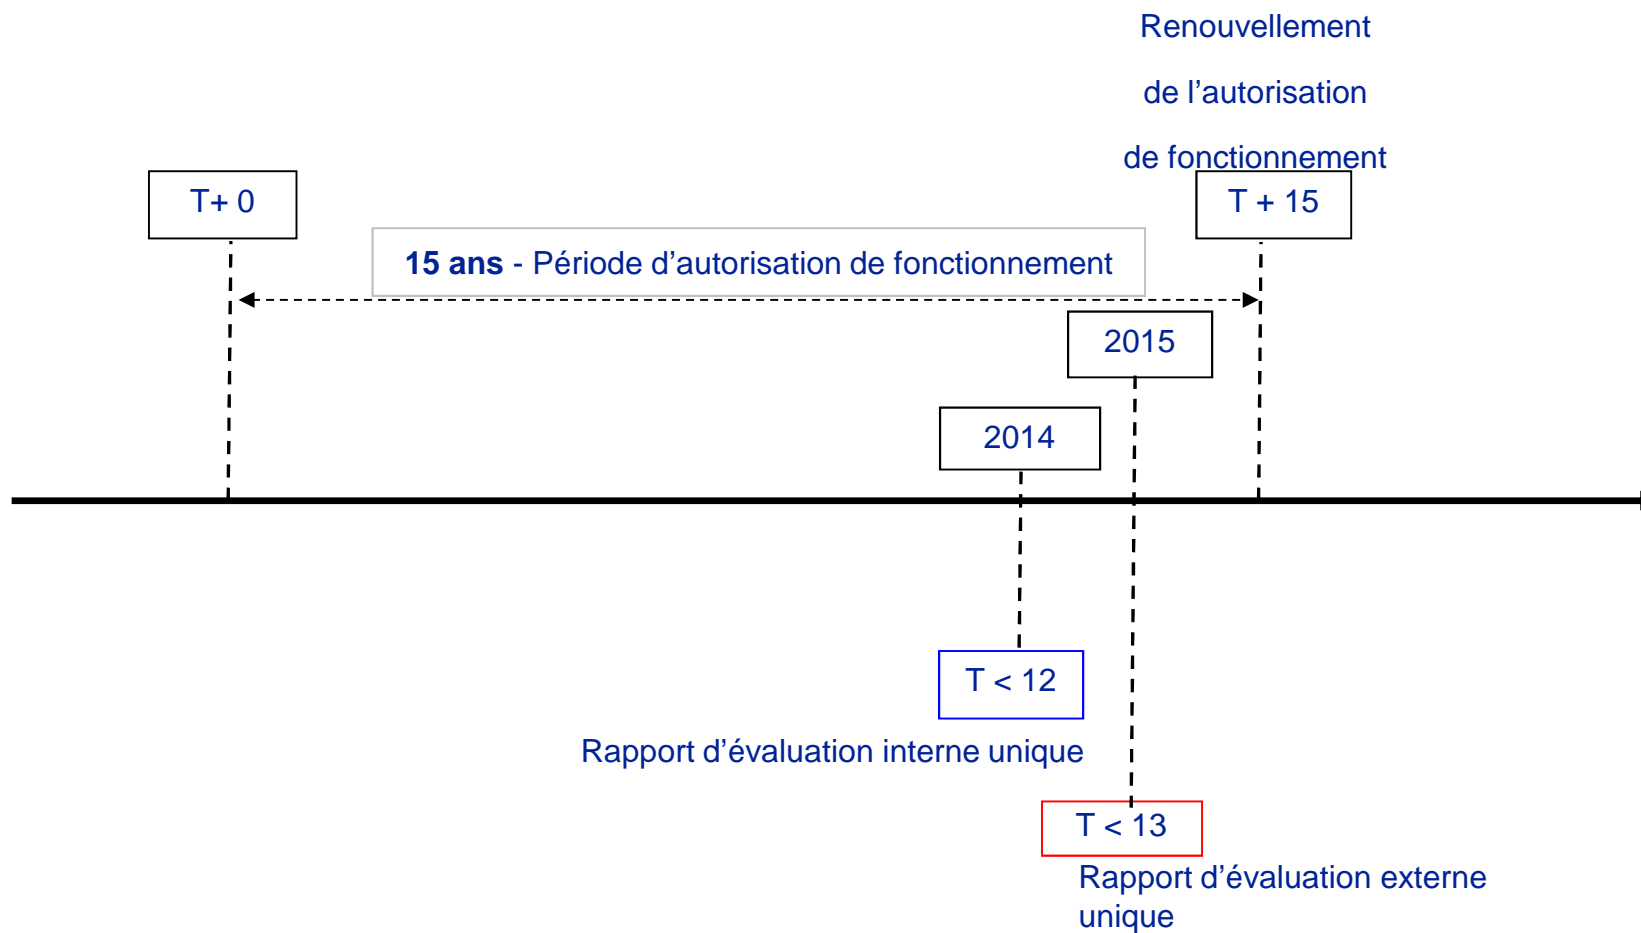 Renouvellement
de l'autorisation
de fonctionnement
T+ 0
T + 15
15 ans - Période d'autorisation de fonctionnement
2015
2014
T < 12
Rapport d'évaluation interne unique
T < 13
Rapport d'évaluation externe
unique